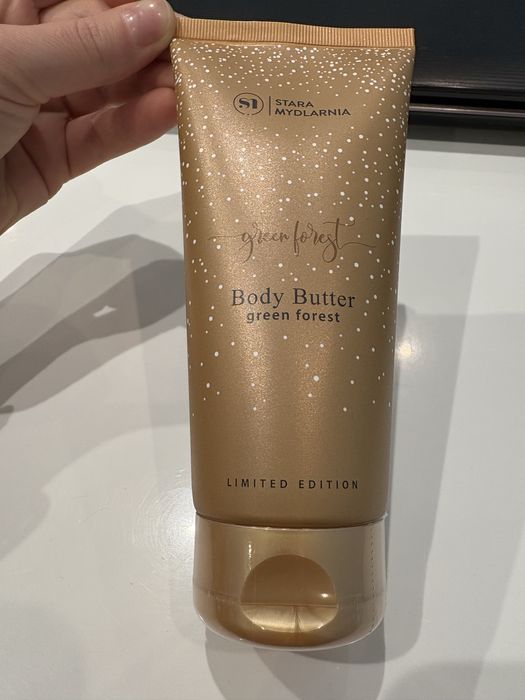 SM | STARA
MYDLARNIA
green forest
Body Butter
green forest
LIMITED EDITION